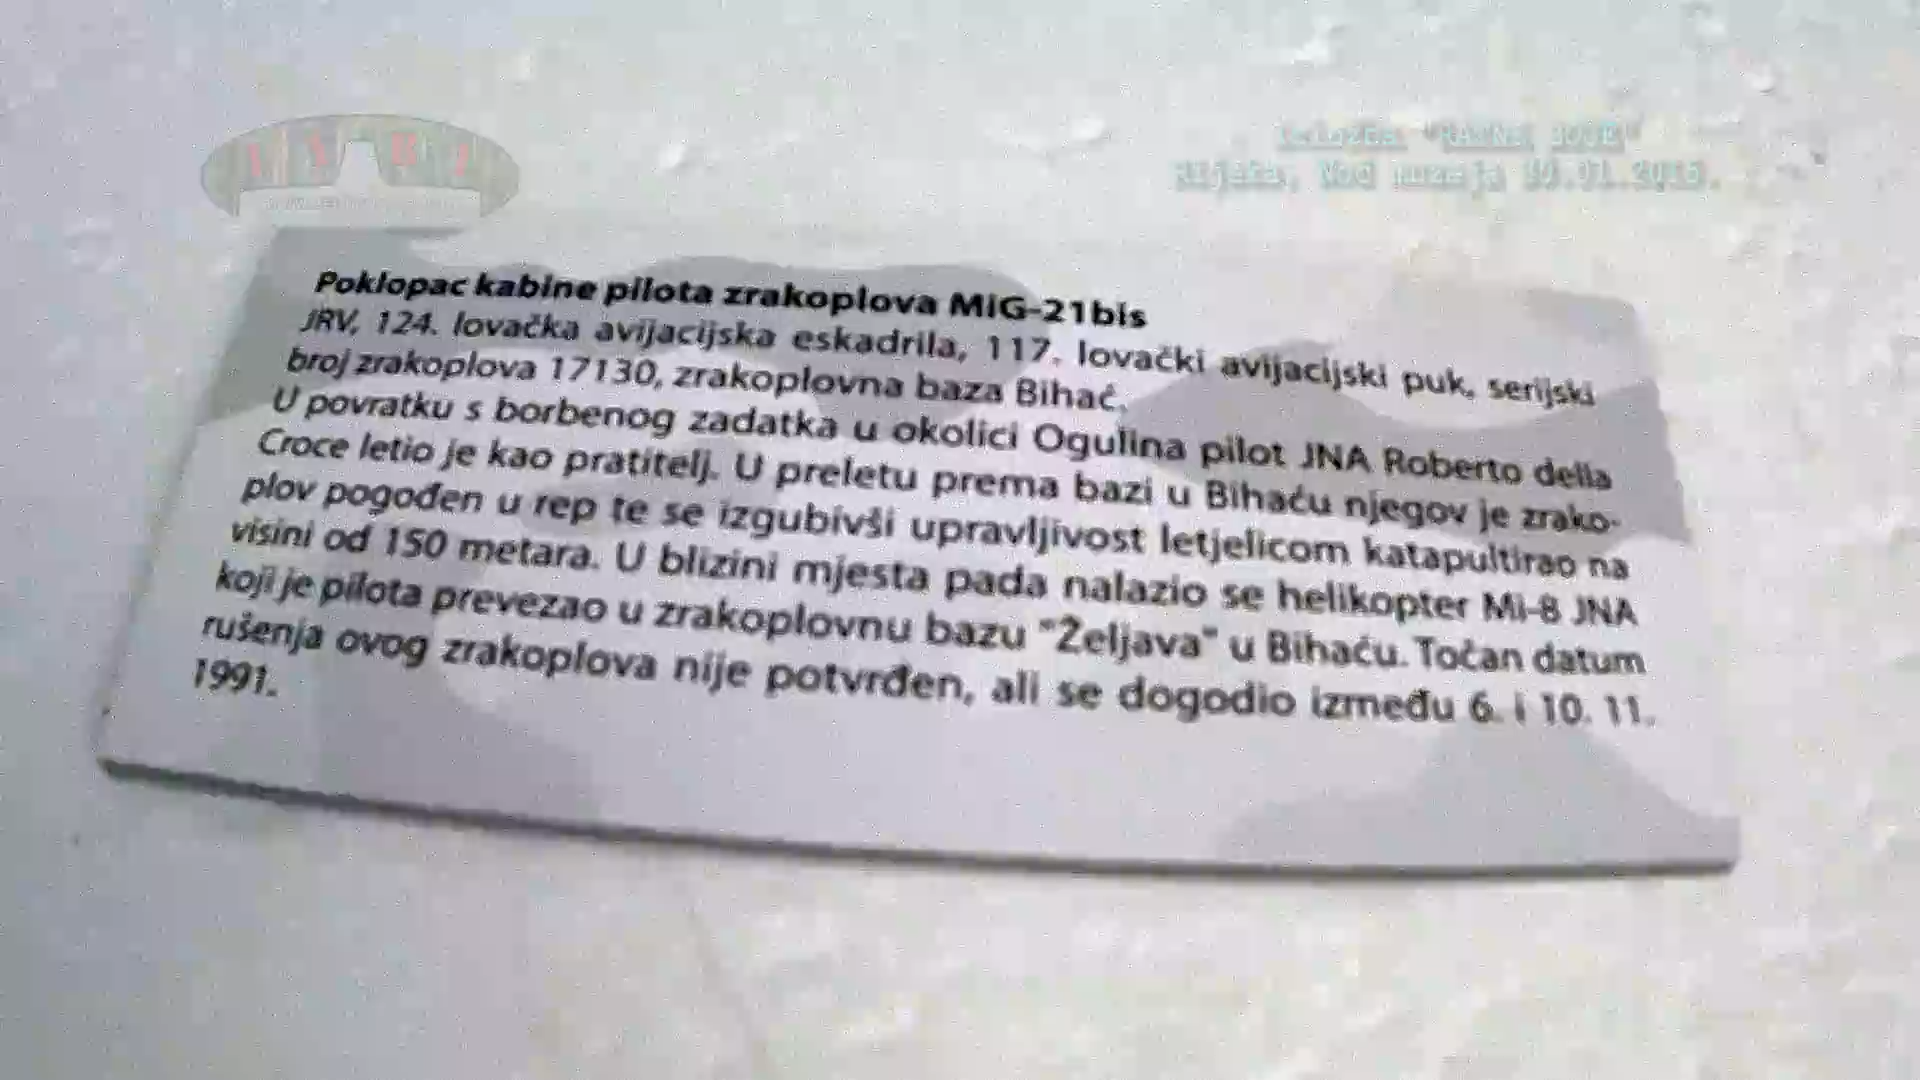 Rijeka,
Poklopac kabine pilota zrakoplova MiG-21bis
JRV, 124. lovačka avijacijska eskadrila, 117. lovački avijacijski puk, serijski
broj zrakoplova 17130, zrakoplovna baza Bihać.
U povratku s borbenog zadatka u okolici Ogulina pilot JNA Roberto della
Croce letio je kao pratitelj. U preletu prema bazi u Bihaću njegov je zrako-
plov pogođen u rep te se izgubivši upravljivost letjelicom katapultirao na
visini od 150 metara. U blizini mjesta pada nalazio se helikopter Mi-8 JNA
koji je pilota prevezao u zrakoplovnu bazu "Željava" u Bihaću. Točan datum
rušenja ovog zrakoplova nije potvrđen, ali se dogodio između 6. i 10. 11.
1991.